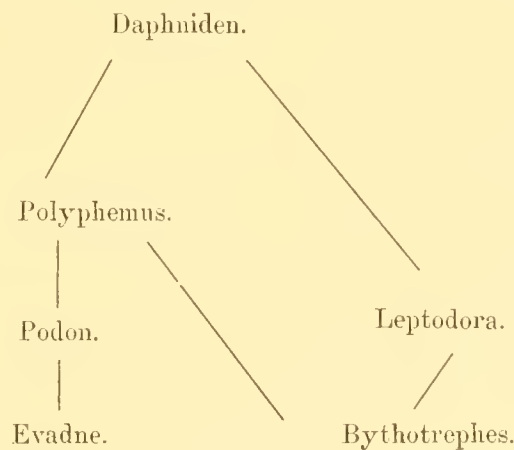 Daphniden.
Polyphemus.
Leptodora.
Podon.
Evadne.
Bythotrephes.